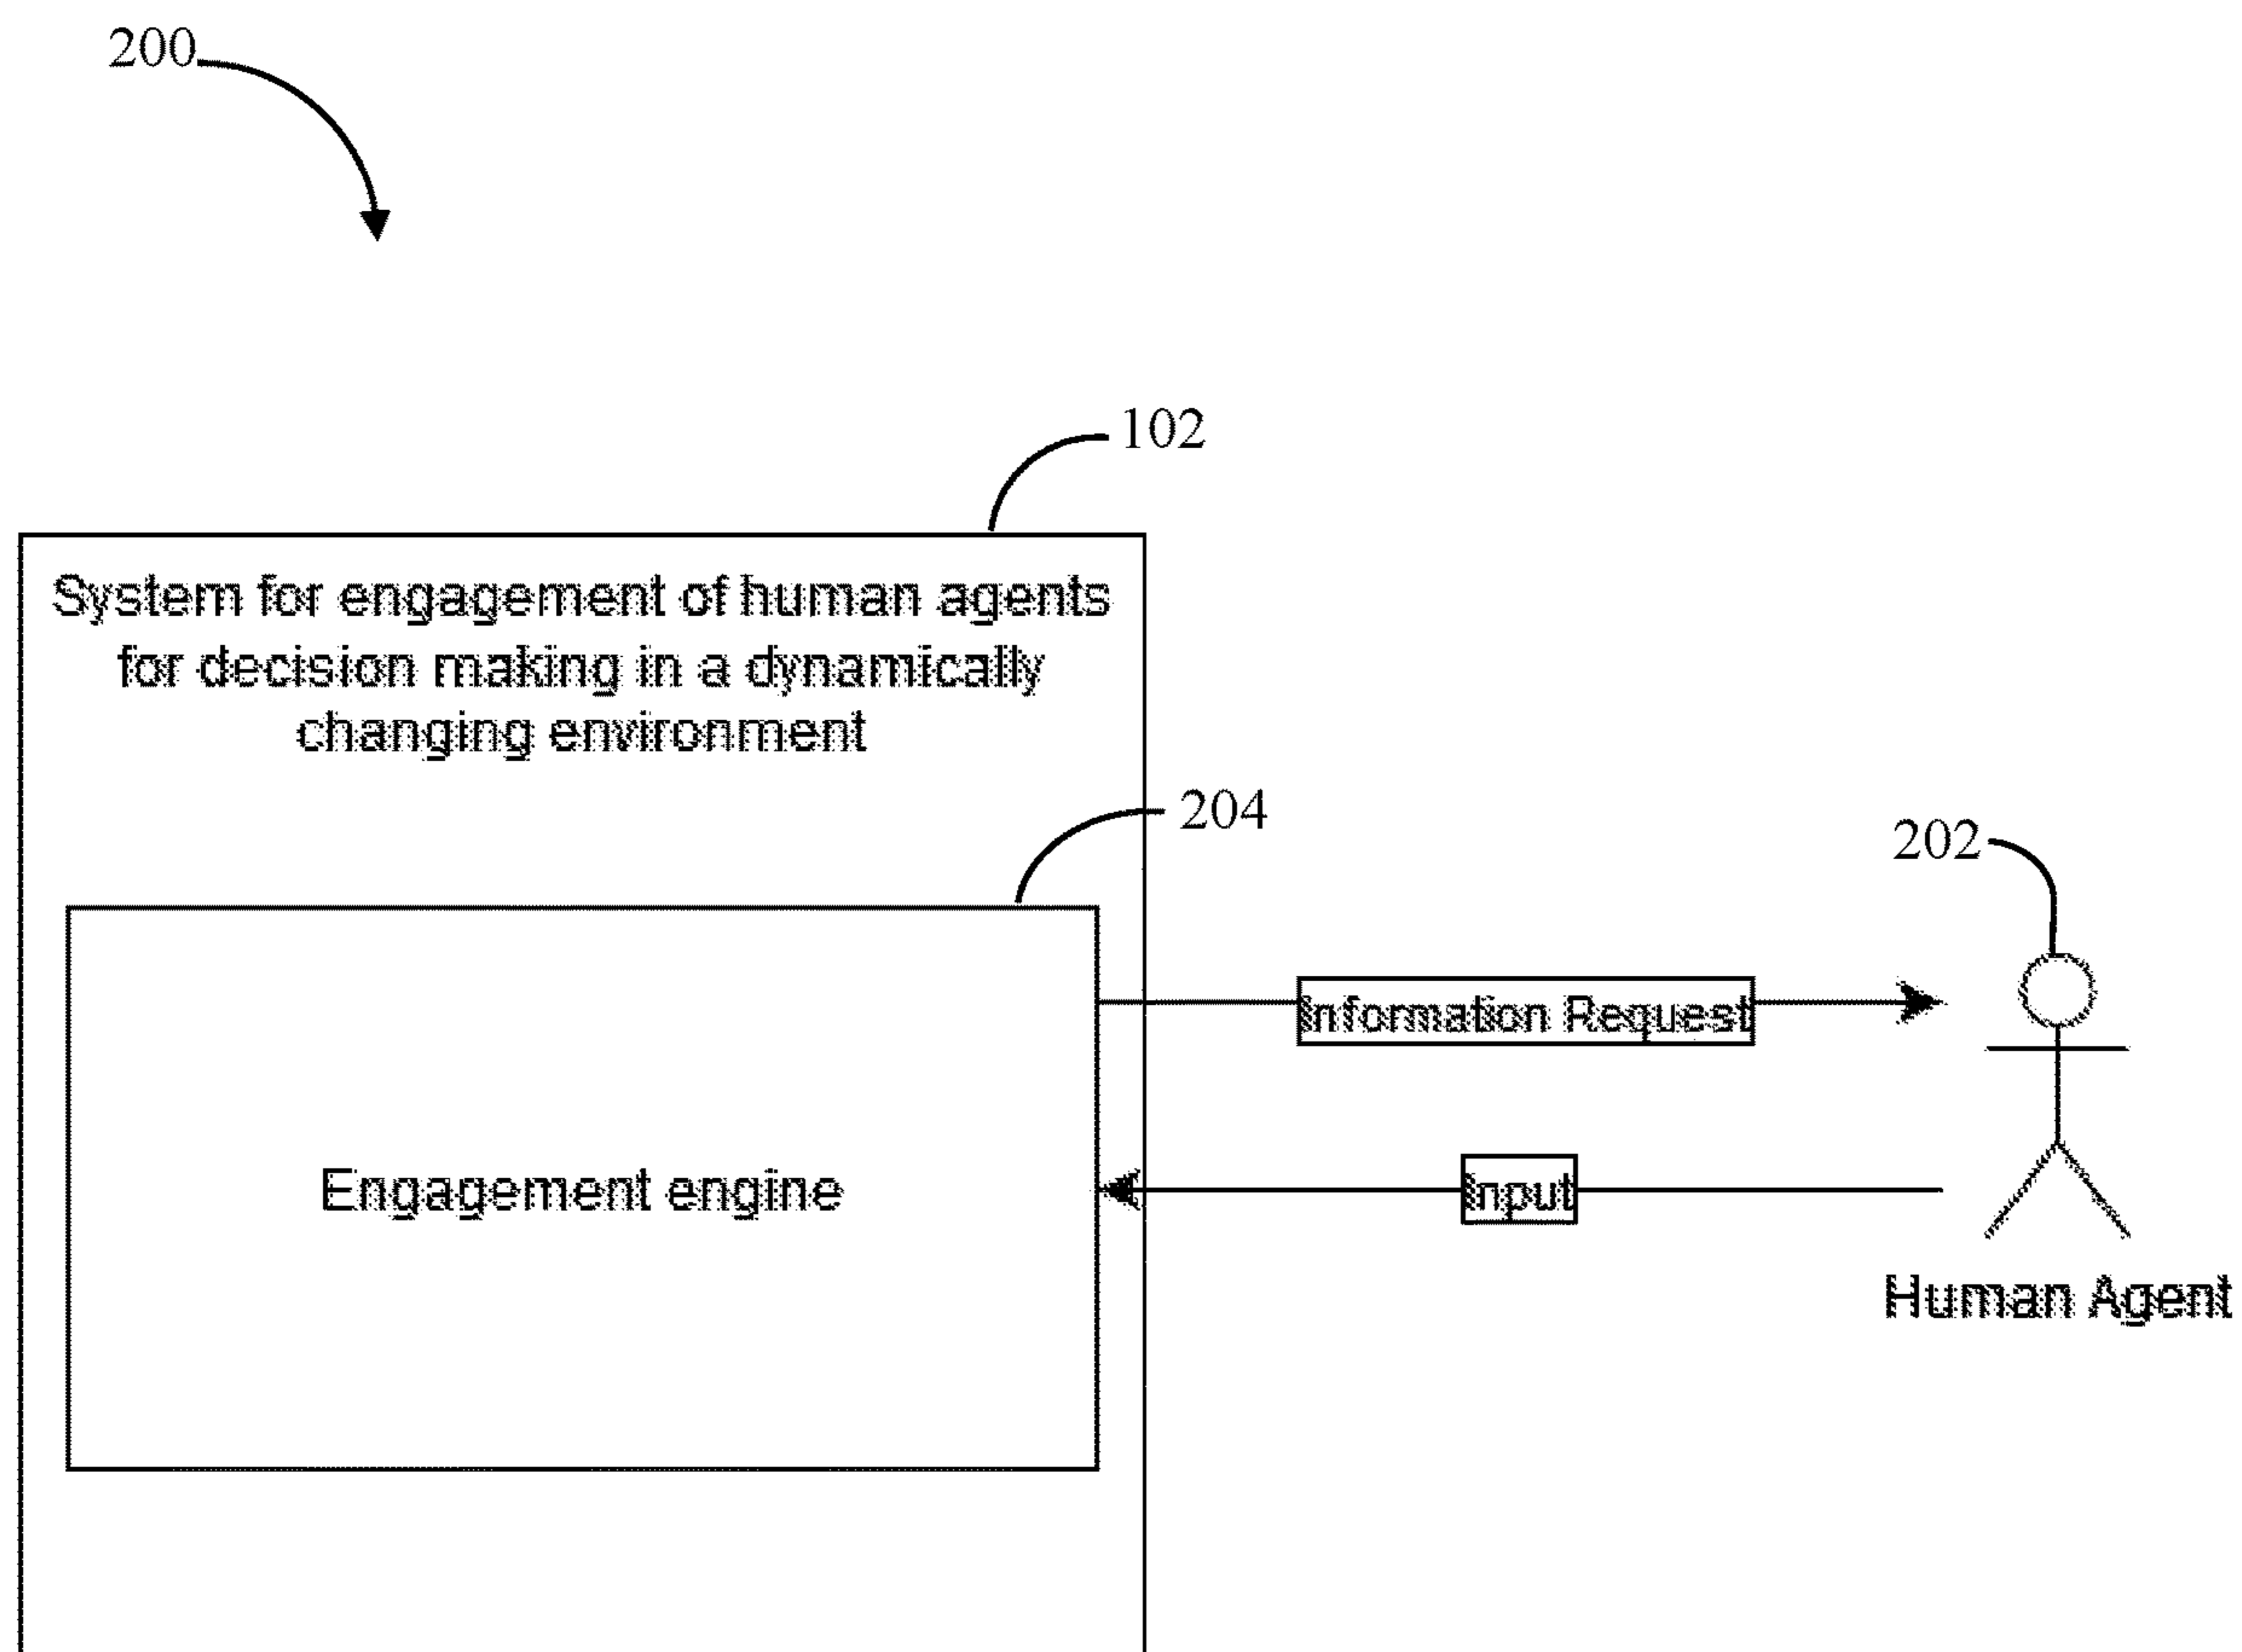 200
102
System for engagement of human agents
for decision making in a dynamically
changing environment
204
202
Information Request
Engagement engine
Input
Human Agent